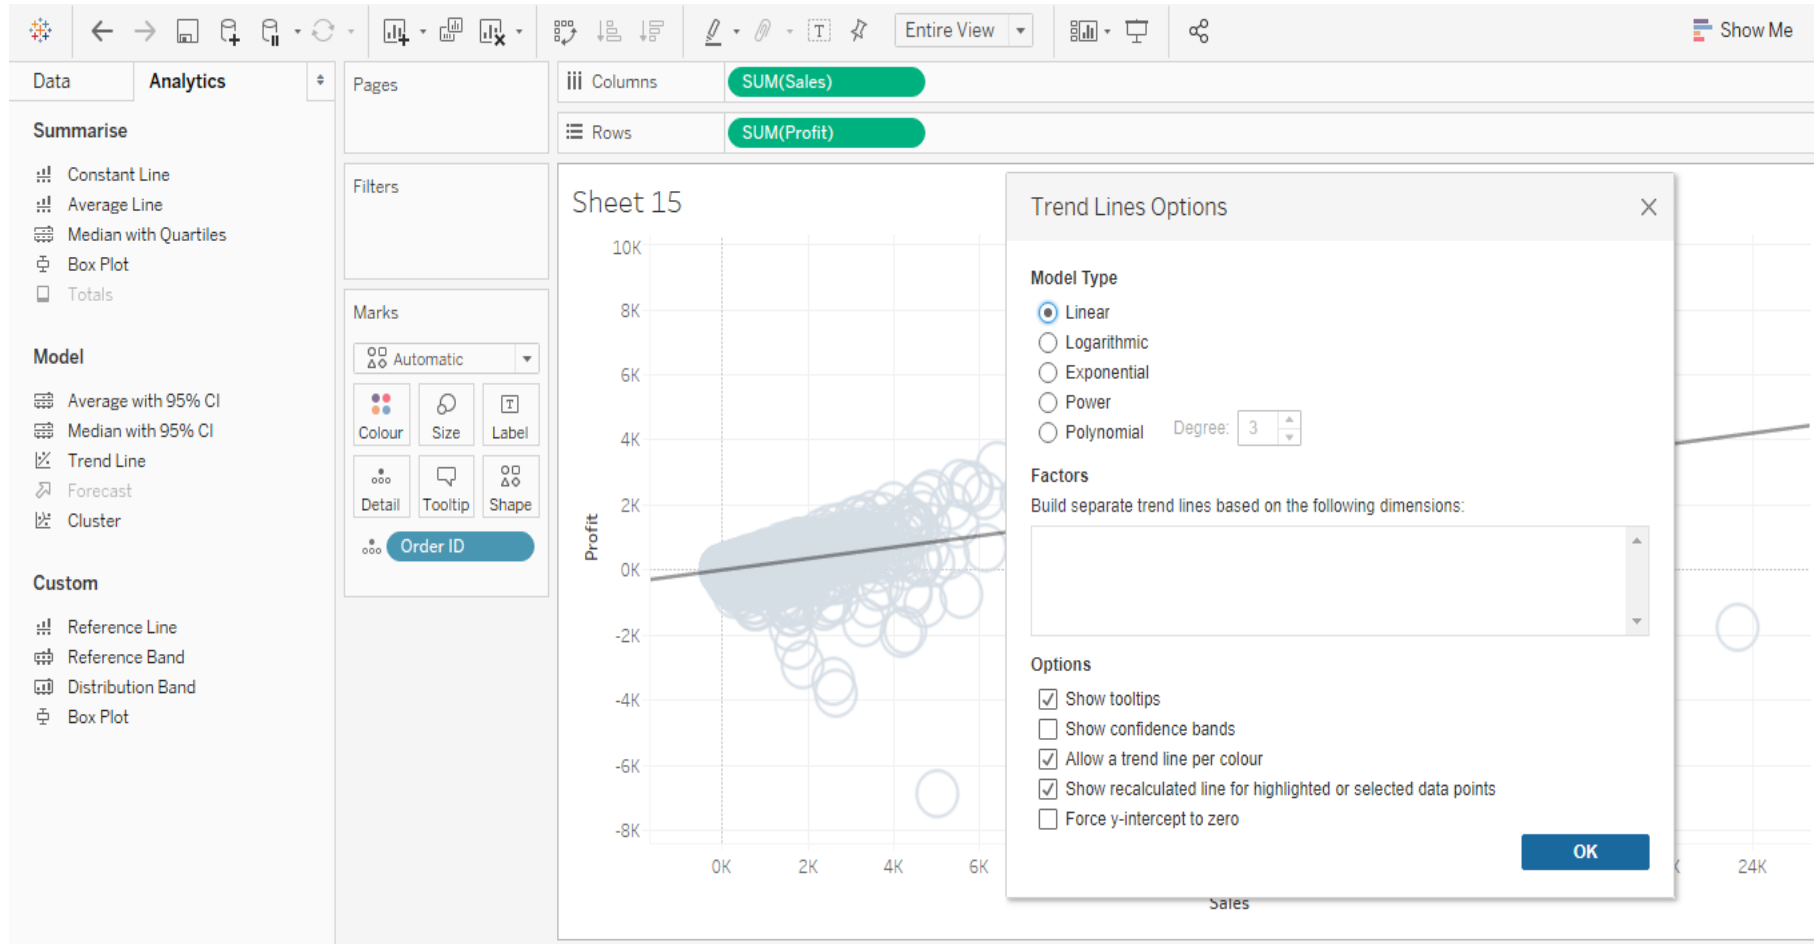 Entire View
Show Me
Data
Analytics
Summarise
Constant Line
Average Line
Median with Quartiles
Box Plot
Totals
Model
Average with 95% CI
Median with 95% CI
Trend Line
Forecast
Cluster
Custom
Reference Line
Reference Band
Distribution Band
Box Plot
Pages
Filters
Marks
Automatic
Colour Size Label
T
Detail Tooltip Shape
Order ID
Columns SUM(Sales)
Rows SUM(Profit)
Sheet 15
10K
8K
6K
4K
2K
0K
-2K
-4K
-6K
-8K
Profit
0K 2K 4K 6K 24K
Sales
Trend Lines Options
Model Type
Linear
Logarithmic
Exponential
Power
Polynomial Degree: 3
Factors
Build separate trend lines based on the following dimensions:
Options
Show tooltips
Show confidence bands
Allow a trend line per colour
Show recalculated line for highlighted or selected data points
Force y-intercept to zero
OK